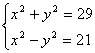 x² + y² = 29
x² − y² = 21